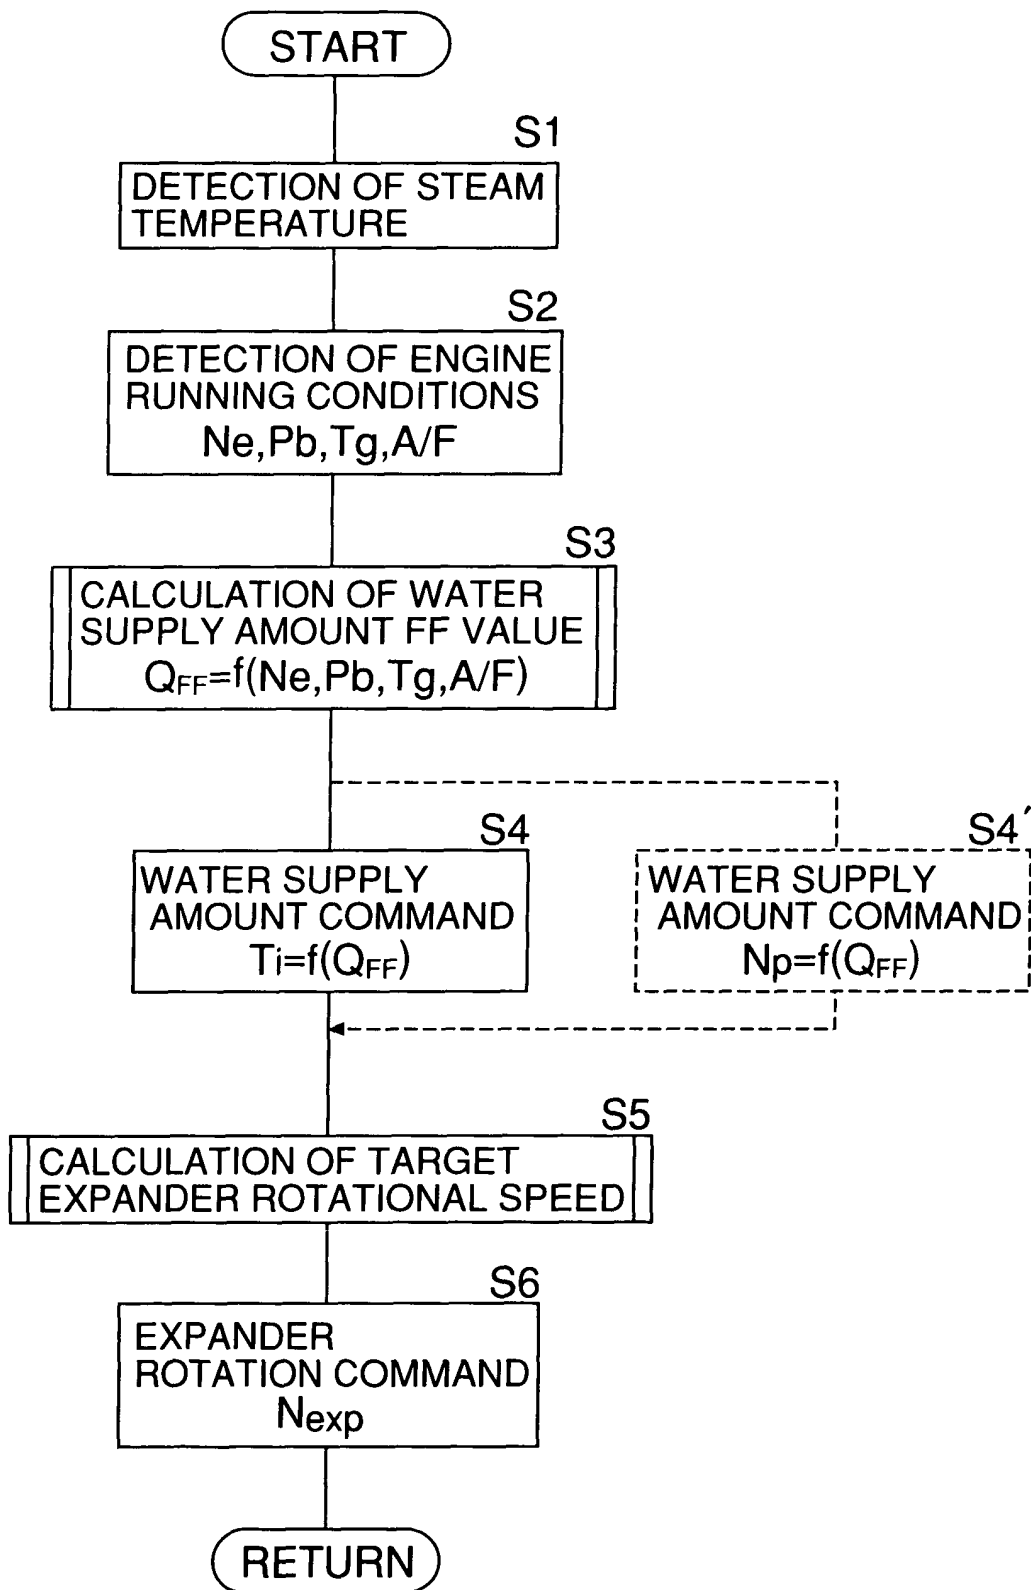 START
S1
DETECTION OF STEAM
TEMPERATURE
S2
DETECTION OF ENGINE
RUNNING CONDITIONS
Ne,Pb,Tg,A/F
S3
CALCULATION OF WATER
SUPPLY AMOUNT FF VALUE
QFF=f(Ne,Pb,Tg,A/F)
S4
WATER SUPPLY
AMOUNT COMMAND
Ti=f(QFF)
S4´
WATER SUPPLY
AMOUNT COMMAND
Np=f(QFF)
S5
CALCULATION OF TARGET
EXPANDER ROTATIONAL SPEED
S6
EXPANDER
ROTATION COMMAND
Nexp
RETURN